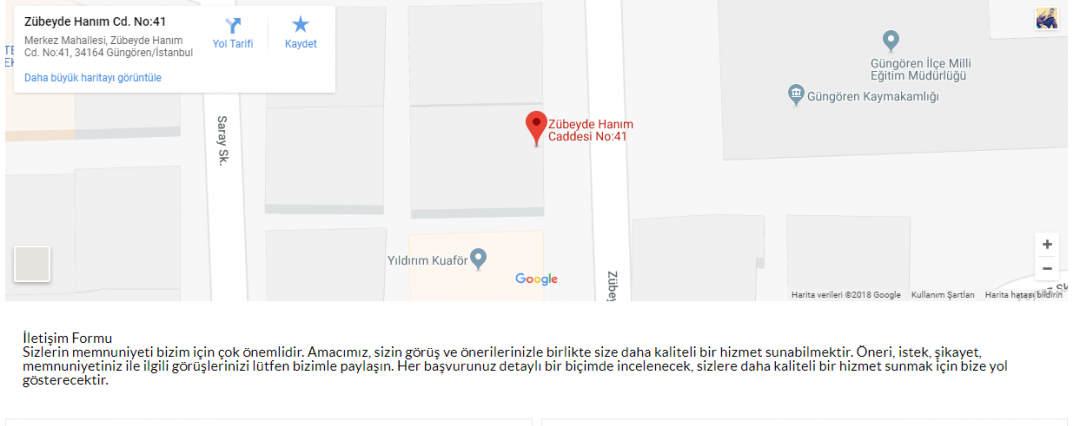 Zübeyde Hanım Cd. No:41
Merkez Mahallesi, Zübeyde Hanım
Cd. No:41, 34164 Güngören/İstanbul
Yol Tarifi
Kaydet
Daha büyük haritayı görüntüle
Saray Sk.
Güngören İlçe Milli
Eğitim Müdürlüğü
Güngören Kaymakamlığı
Zübeyde Hanım
Caddesi No:41
Yıldırım Kuaför
Google
+
−
Harita verileri ©2018 Google
Kullanım Şartları
Harita hatası bildirin
İletişim Formu
Sizlerin memnuniyeti bizim için çok önemlidir. Amacımız, sizin görüş ve önerilerinizle birlikte size daha kaliteli bir hizmet sunabilmektir. Öneri, istek, şikayet,
memnuniyetiniz ile ilgili görüşlerinizi lütfen bizimle paylaşın. Her başvurunuz detaylı bir biçimde incelenecek, sizlere daha kaliteli bir hizmet sunmak için bize yol
gösterecektir.